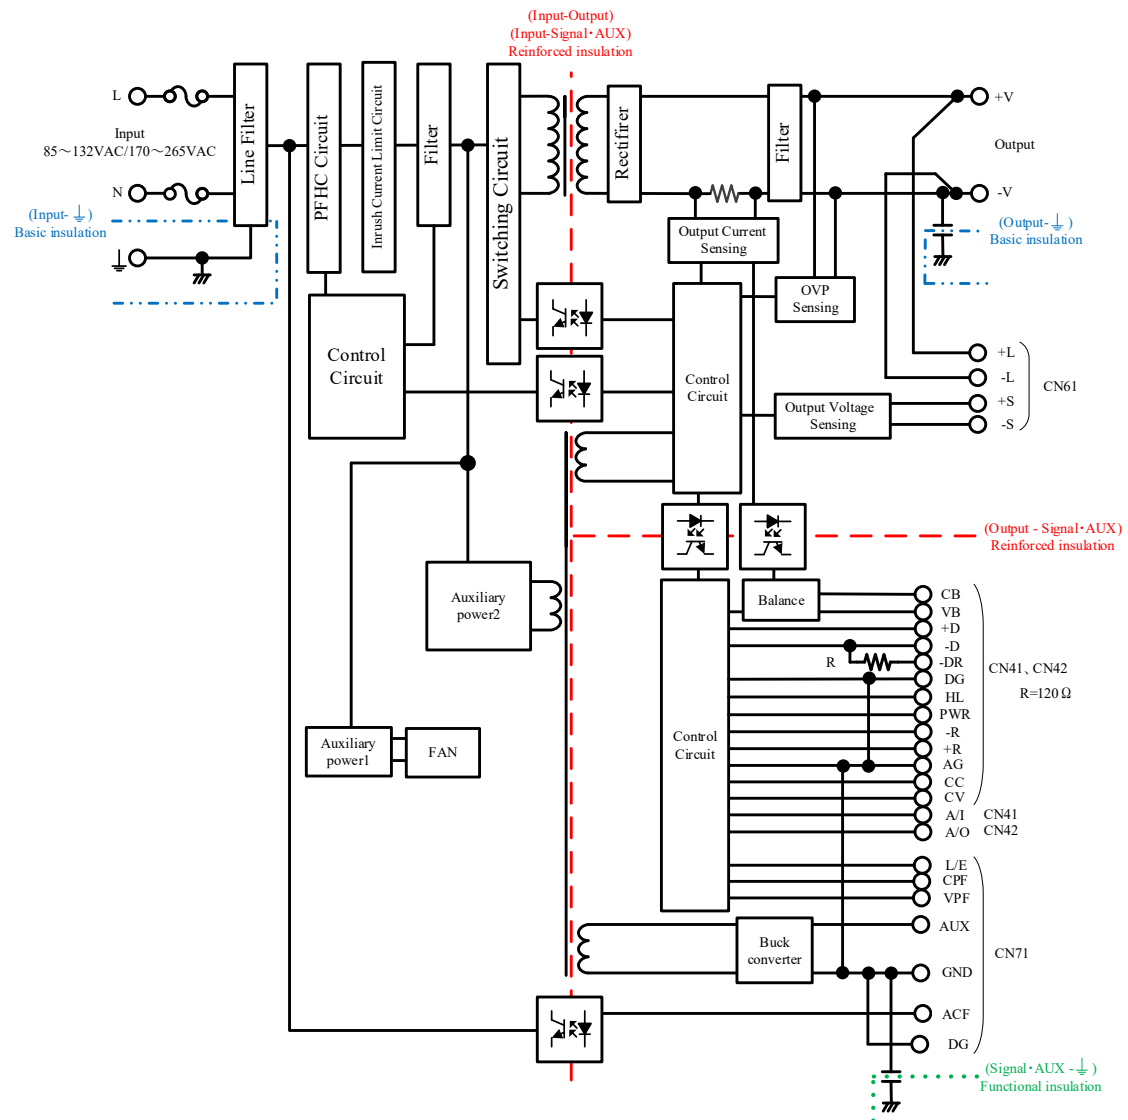 (Input-Output)
(Input-Signal・AUX)
Reinforced insulation
L
Input
85～132VAC/170～265VAC
N
(Input-⏚)
Basic insulation
⏚
Line Filter
PFHC Circuit
Inrush Current Limit Circuit
Filter
Switching Circuit
Rectifirer
Filter
+V
Output
-V
Output Current
Sensing
(Output-⏚)
Basic insulation
OVP
Sensing
Control
Circuit
Control
Circuit
Output Voltage
Sensing
+L
-L
+S
-S
CN61
(Output - Signal・AUX)
Reinforced insulation
Auxiliary
power2
Balance
CB
VB
+D
-D
R
-DR
DG
HL
PWR
-R
+R
AG
CC
CV
CN41、CN42
R=120Ω
A/I
CN41
A/O
CN42
Control
Circuit
Auxiliary
power1
FAN
L/E
CPF
VPF
AUX
Buck
converter
GND
CN71
ACF
DG
(Signal・AUX -⏚)
Functional insulation